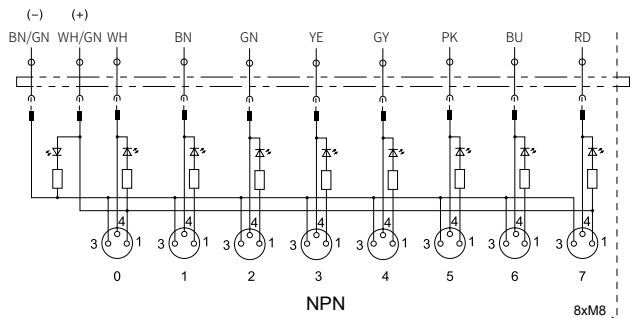 (-) (+)
BN/GN WH/GN WH BN GN YE GY PK BU RD
4 4 4 4 4 4 4 4
3 1 3 1 3 1 3 1 3 1 3 1 3 1 3 1
0 1 2 3 4 5 6 7
NPN
8xM8